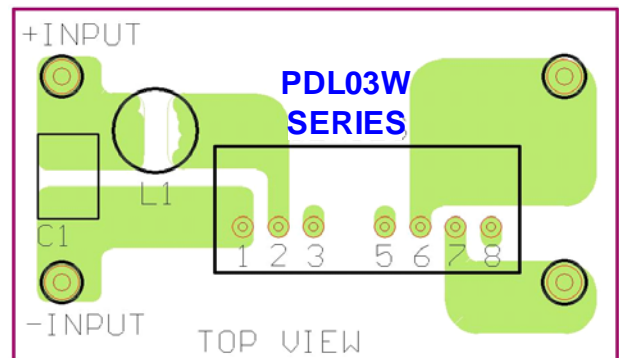 +INPUT
PDL03W
SERIES
L1
C1
1 2 3 5 6 7 8
-INPUT
TOP VIEW